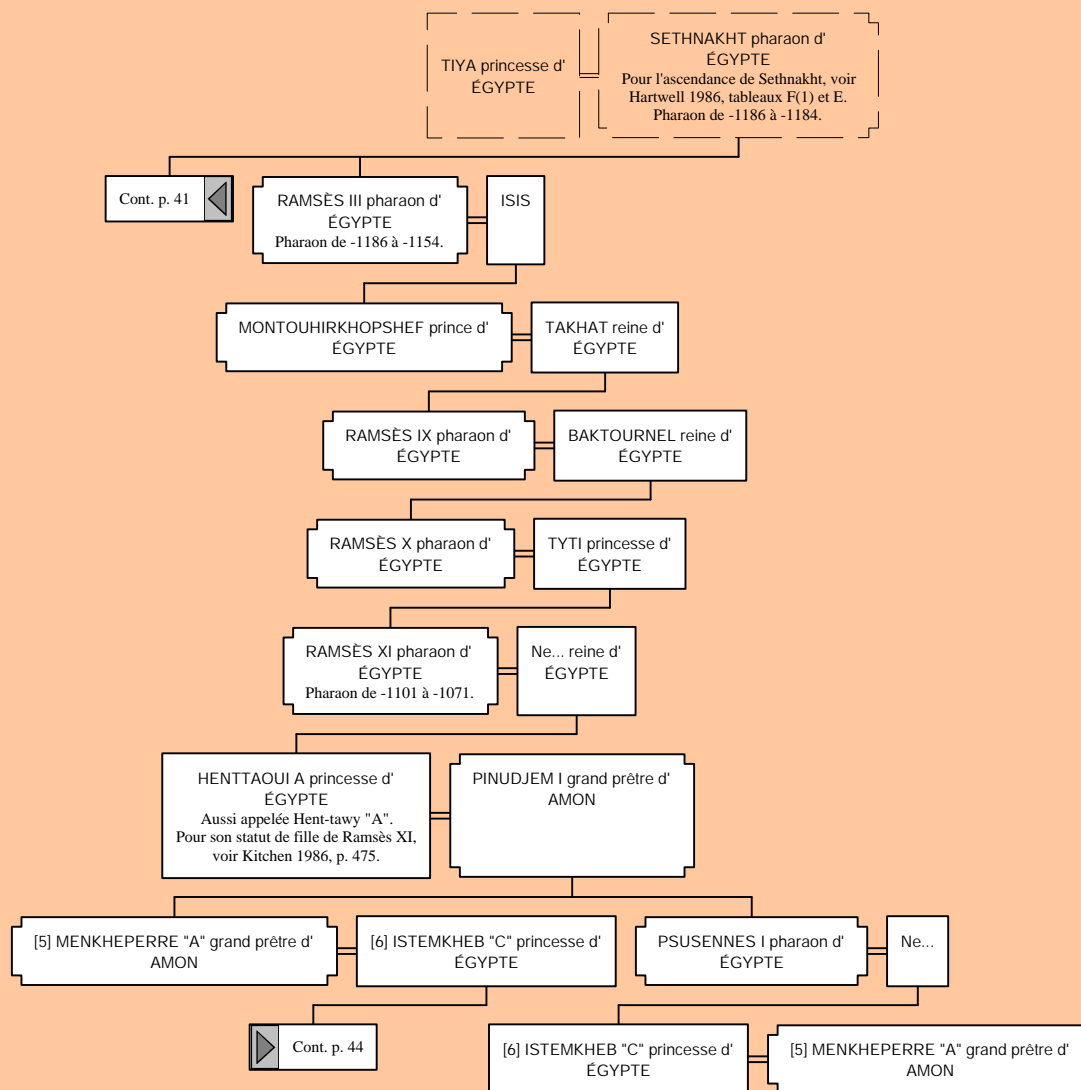 TIYA princesse d'
ÉGYPTE
SETHNAKHT pharaon d'
ÉGYPTE
Pour l'ascendance de Sethnakht, voir
Hartwell 1986, tableaux F(1) et E.
Pharaon de -1186 à -1184.
Cont. p. 41
RAMSÈS III pharaon d'
ÉGYPTE
Pharaon de -1186 à -1154.
ISIS
MONTOUHIRKHOPSHEF prince d'
ÉGYPTE
TAKHAT reine d'
ÉGYPTE
RAMSÈS IX pharaon d'
ÉGYPTE
BAKTOURNEL reine d'
ÉGYPTE
RAMSÈS X pharaon d'
ÉGYPTE
TYTI princesse d'
ÉGYPTE
RAMSÈS XI pharaon d'
ÉGYPTE
Pharaon de -1101 à -1071.
Ne... reine d'
ÉGYPTE
HENTTAOUI A princesse d'
ÉGYPTE
Aussi appelée Hent-tawy "A".
Pour son statut de fille de Ramsès XI,
voir Kitchen 1986, p. 475.
PINUDJEM I grand prêtre d'
AMON
[5] MENKHEPERRE "A" grand prêtre d'
AMON
[6] ISTEMKHEB "C" princesse d'
ÉGYPTE
PSUSENNES I pharaon d'
ÉGYPTE
Ne...
Cont. p. 44
[6] ISTEMKHEB "C" princesse d'
ÉGYPTE
[5] MENKHEPERRE "A" grand prêtre d'
AMON